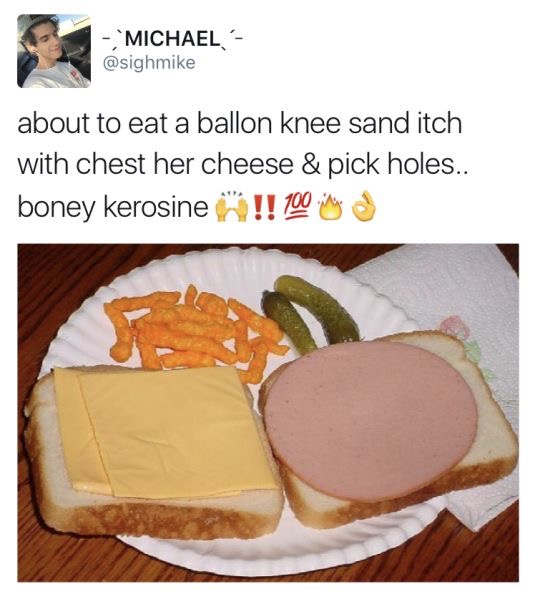 -ˏˋMICHAELˎˊ-
@sighmike
about to eat a ballon knee sand itch
with chest her cheese & pick holes..
boney kerosine 🙌‼️💯🔥👌